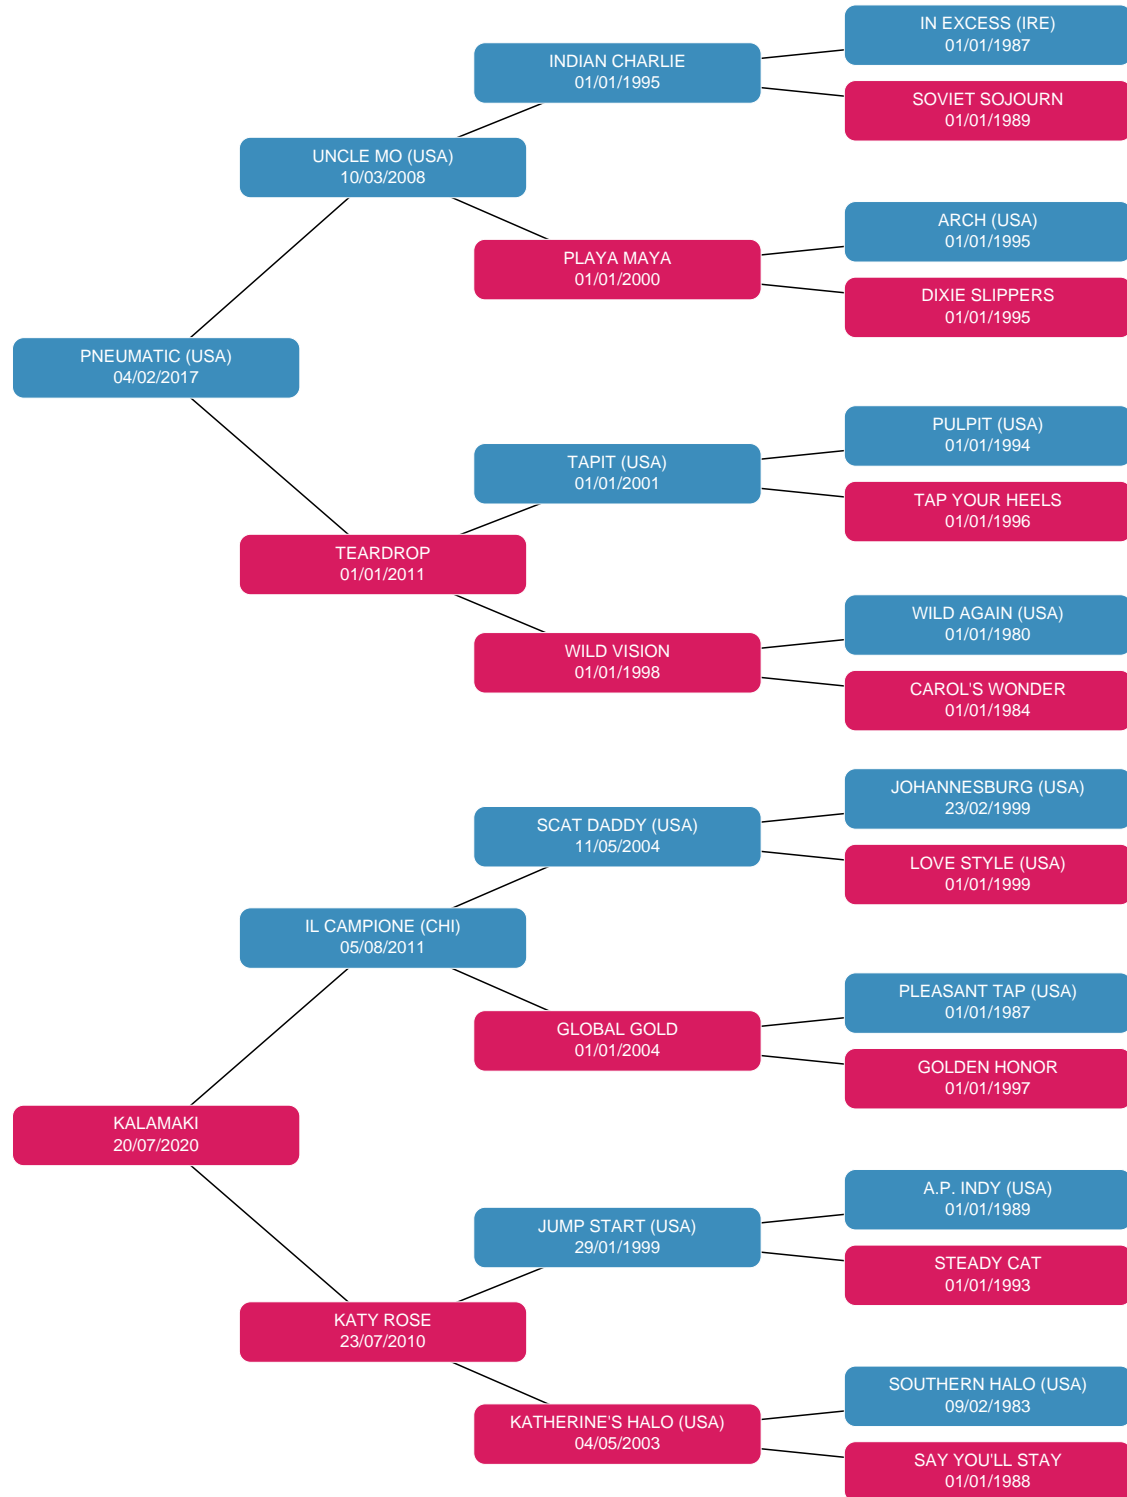 IN EXCESS (IRE)
01/01/1987
INDIAN CHARLIE
01/01/1995
SOVIET SOJOURN
01/01/1989
UNCLE MO (USA)
10/03/2008
ARCH (USA)
01/01/1995
PLAYA MAYA
01/01/2000
DIXIE SLIPPERS
01/01/1995
PNEUMATIC (USA)
04/02/2017
PULPIT (USA)
01/01/1994
TAPIT (USA)
01/01/2001
TAP YOUR HEELS
01/01/1996
TEARDROP
01/01/2011
WILD AGAIN (USA)
01/01/1980
WILD VISION
01/01/1998
CAROL'S WONDER
01/01/1984
JOHANNESBURG (USA)
23/02/1999
SCAT DADDY (USA)
11/05/2004
LOVE STYLE (USA)
01/01/1999
IL CAMPIONE (CHI)
05/08/2011
PLEASANT TAP (USA)
01/01/1987
GLOBAL GOLD
01/01/2004
GOLDEN HONOR
01/01/1997
KALAMAKI
20/07/2020
A.P. INDY (USA)
01/01/1989
JUMP START (USA)
29/01/1999
STEADY CAT
01/01/1993
KATY ROSE
23/07/2010
SOUTHERN HALO (USA)
09/02/1983
KATHERINE'S HALO (USA)
04/05/2003
SAY YOU'LL STAY
01/01/1988